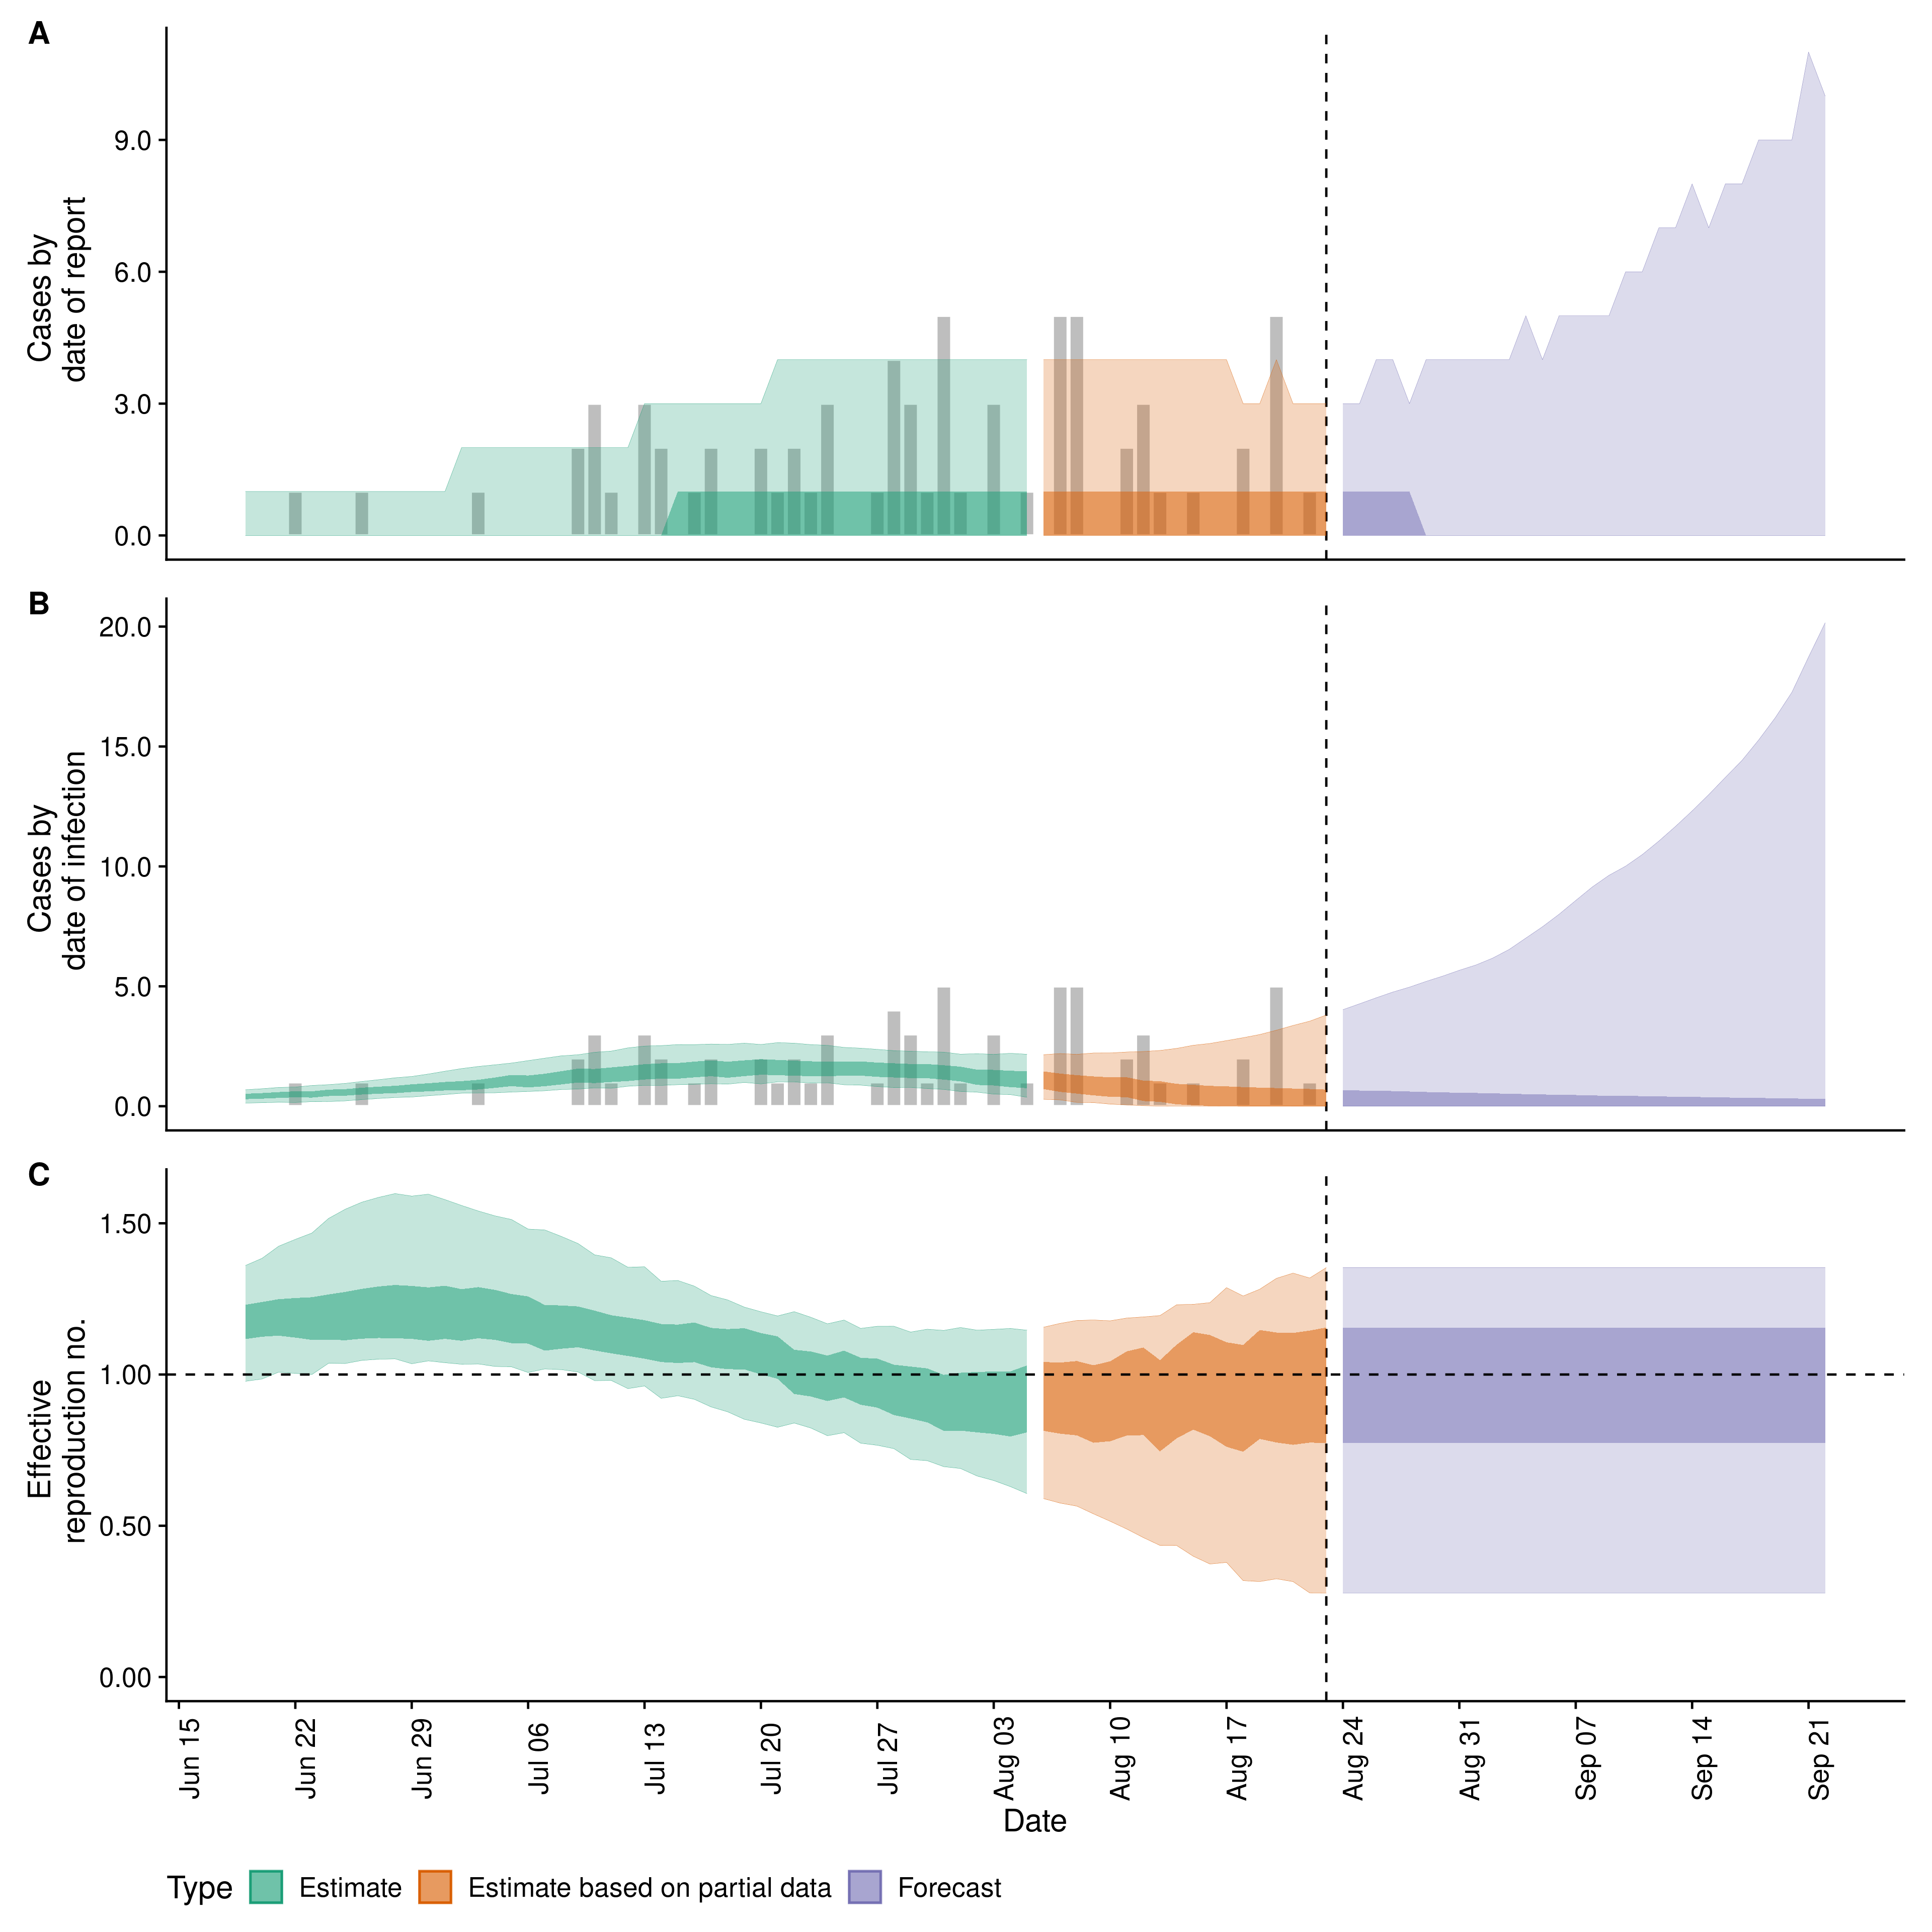 A
9.0
6.0
3.0
0.0
Cases by
date of report
B
20.0
15.0
10.0
5.0
0.0
Cases by
date of infection
C
1.50
1.00
0.50
0.00
Effective
reproduction no.
Jun 15
Jun 22
Jun 29
Jul 06
Jul 13
Jul 20
Jul 27
Aug 03
Aug 10
Aug 17
Aug 24
Aug 31
Sep 07
Sep 14
Sep 21
Date
Type Estimate Estimate based on partial data Forecast